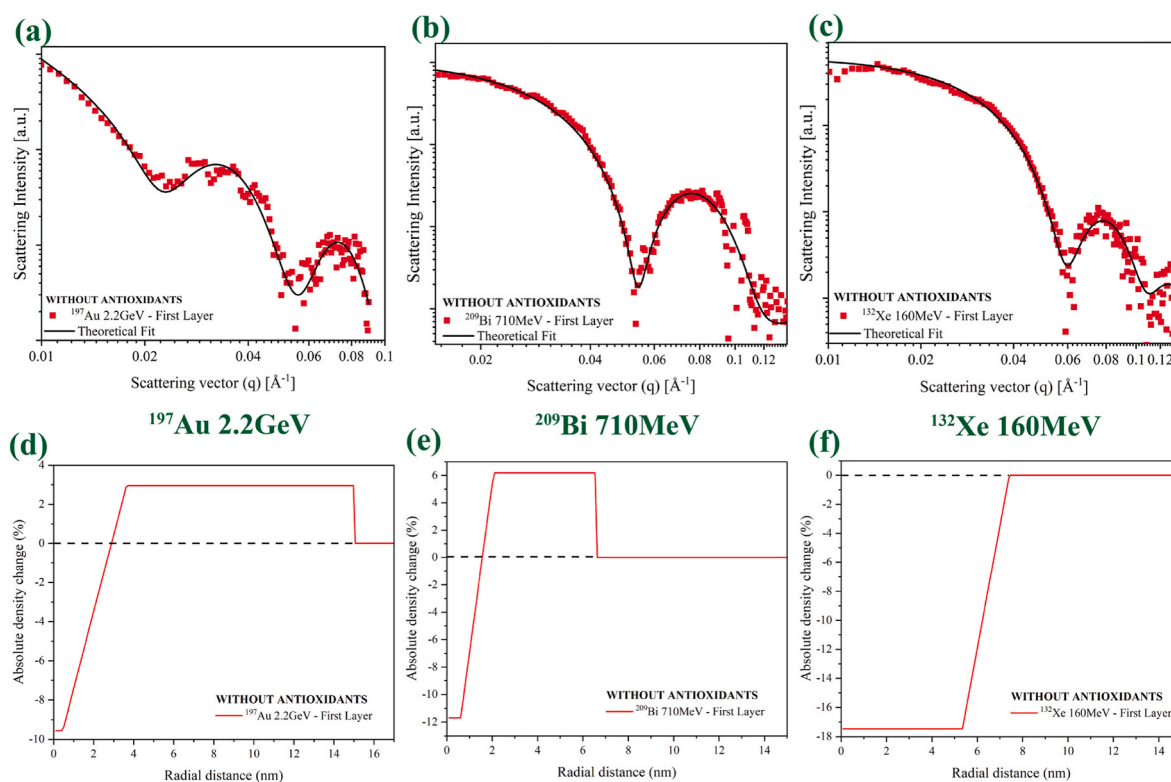 (a)
(b)
(c)
Scattering Intensity [a.u.]
WITHOUT ANTIOXIDANTS
¹⁹⁷Au 2.2GeV - First Layer
Theoretical Fit
0.01 0.02 0.04 0.06 0.08 0.1
Scattering vector (q) [Å⁻¹]
Scattering Intensity [a.u.]
WITHOUT ANTIOXIDANTS
²⁰⁹Bi 710MeV - First Layer
Theoretical Fit
0.02 0.04 0.06 0.08 0.1 0.12
Scattering vector (q) [Å⁻¹]
Scattering Intensity [a.u.]
WITHOUT ANTIOXIDANTS
¹³²Xe 160MeV - First Layer
Theoretical Fit
0.01 0.02 0.04 0.06 0.08 0.1 0.12
Scattering vector (q) [Å⁻¹]
¹⁹⁷Au 2.2GeV
²⁰⁹Bi 710MeV
¹³²Xe 160MeV
(d)
(e)
(f)
Absolute density change (%)
4
2
0
-2
-4
-6
-8
-10
WITHOUT ANTIOXIDANTS
¹⁹⁷Au 2.2GeV - First Layer
0 2 4 6 8 10 12 14 16
Radial distance (nm)
Absolute density change (%)
6
4
2
0
-2
-4
-6
-8
-10
-12
WITHOUT ANTIOXIDANTS
²⁰⁹Bi 710MeV - First Layer
0 2 4 6 8 10 12 14
Radial distance (nm)
Absolute density change (%)
0
-2
-4
-6
-8
-10
-12
-14
-16
-18
WITHOUT ANTIOXIDANTS
¹³²Xe 160MeV - First Layer
0 2 4 6 8 10 12 14
Radial distance (nm)